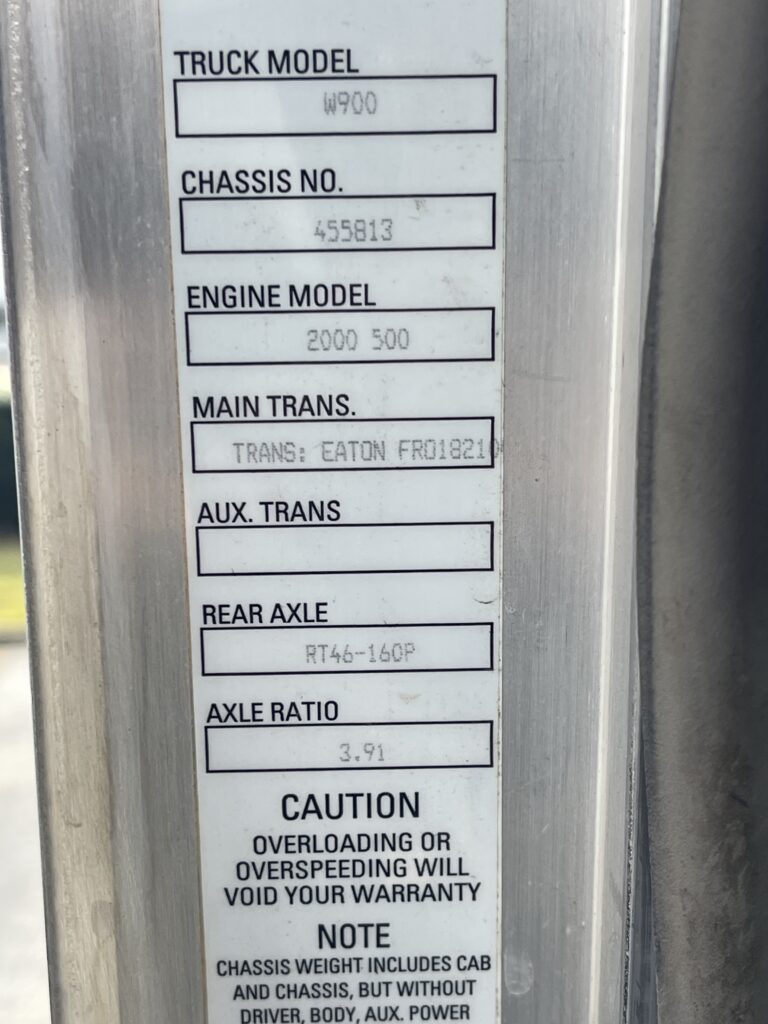 TRUCK MODEL
W900
CHASSIS NO.
455813
ENGINE MODEL
2000 500
MAIN TRANS.
TRANS: EATON FRO18210
AUX. TRANS
REAR AXLE
RT46-160P
AXLE RATIO
3.91
CAUTION
OVERLOADING OR
OVERSPEEDING WILL
VOID YOUR WARRANTY
NOTE
CHASSIS WEIGHT INCLUDES CAB
AND CHASSIS, BUT WITHOUT
DRIVER, BODY, AUX. POWER